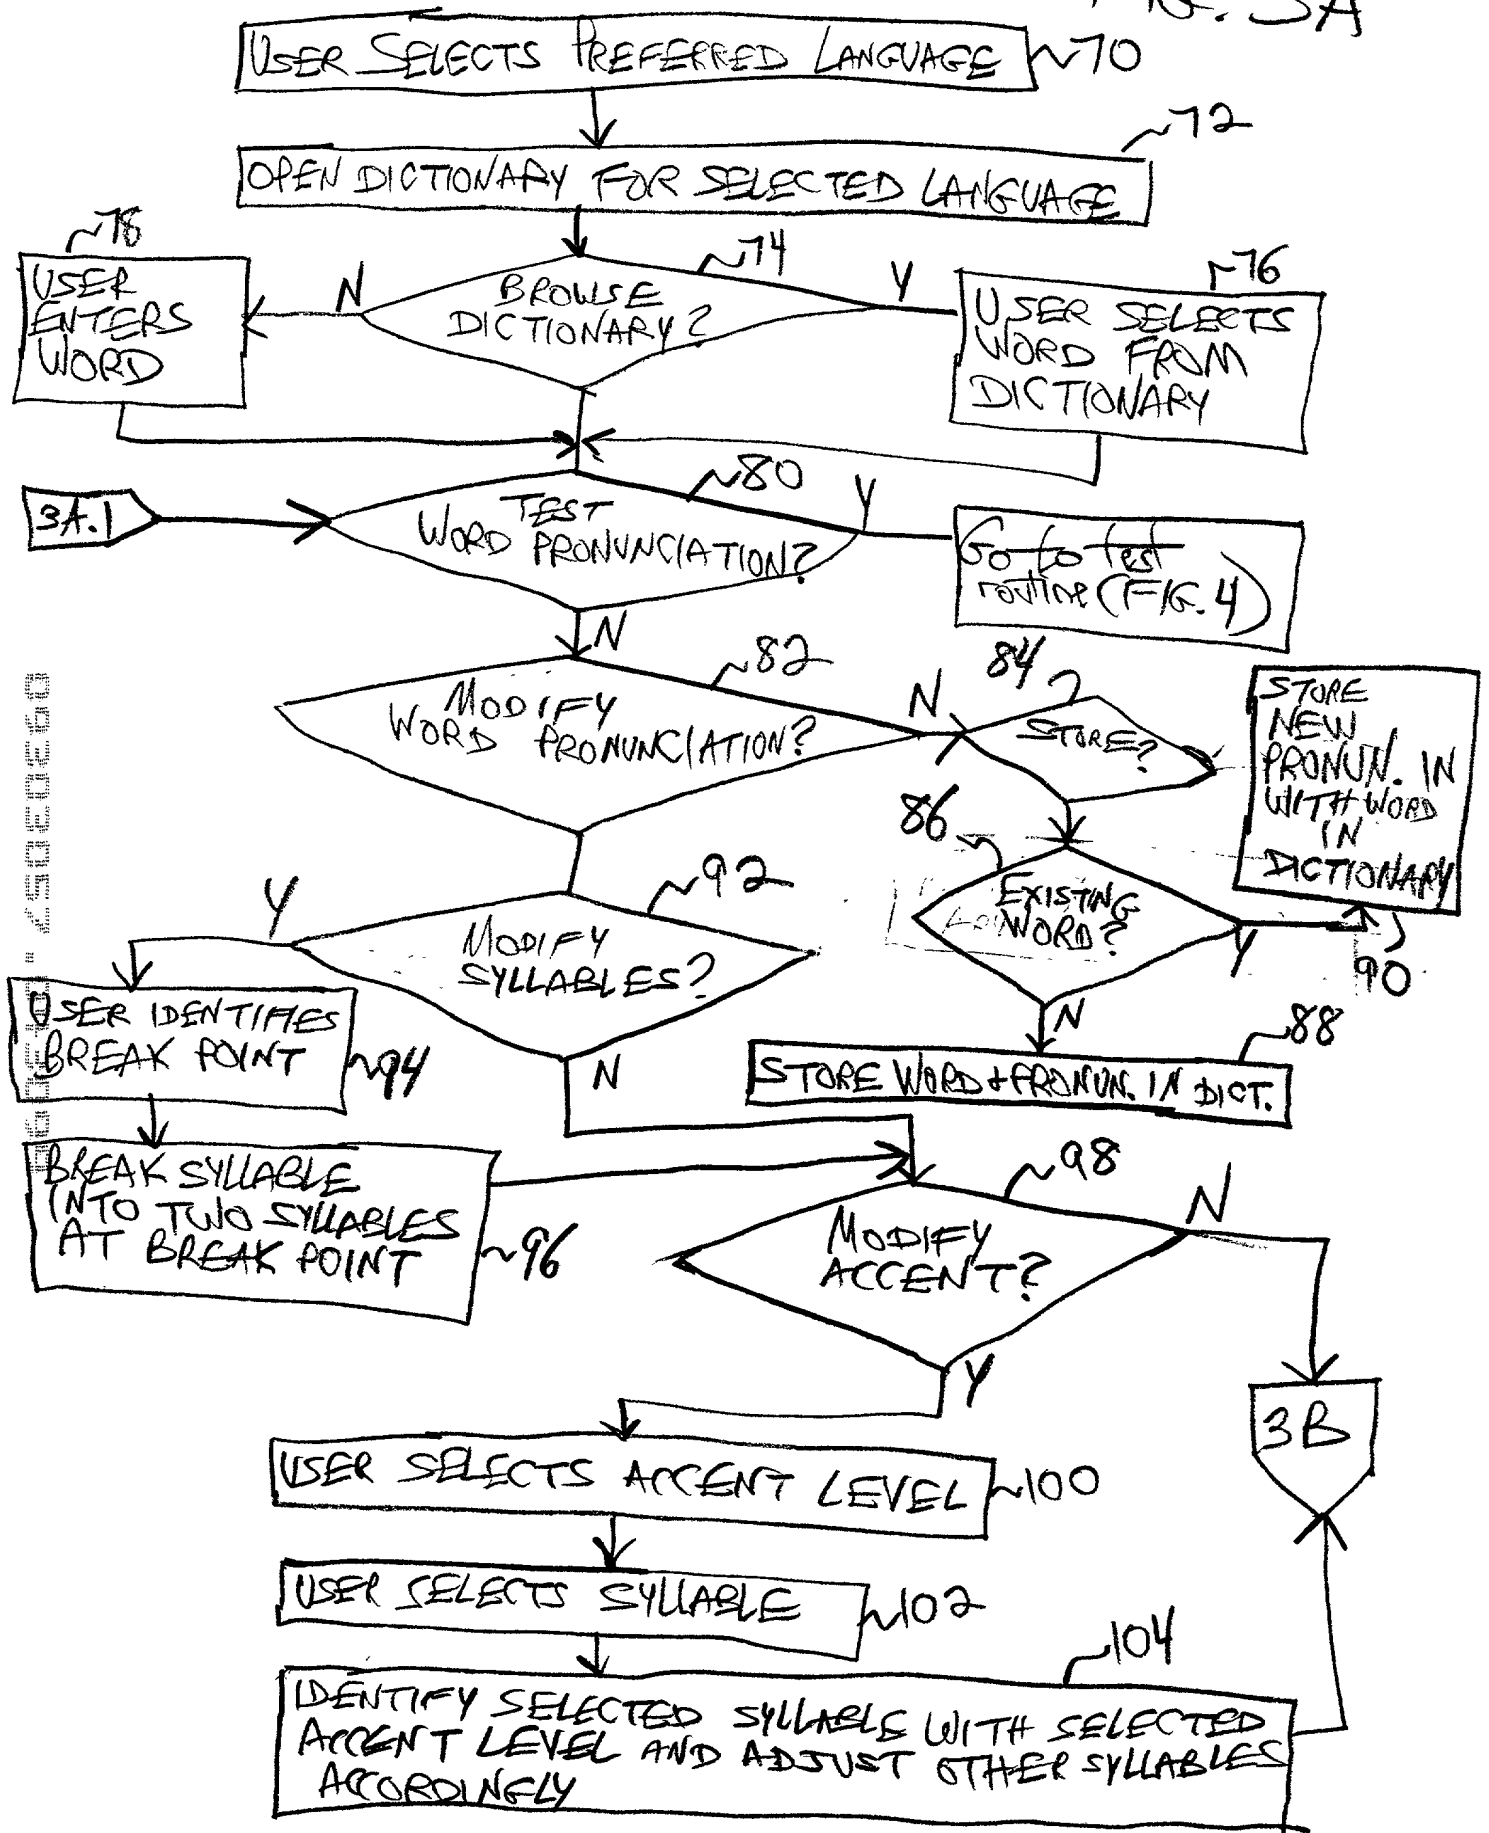 FIG. 3A
USER SELECTS PREFERRED LANGUAGE
70
72
OPEN DICTIONARY FOR SELECTED LANGUAGE
78
74
76
USER
ENTERS
WORD
N
BROWSE
DICTIONARY?
Y
USER SELECTS
WORD FROM
DICTIONARY
80
3A.1
TEST
WORD PRONUNCIATION?
Y
Go to test
routine (FIG. 4)
N
82
84
MODIFY
WORD PRONUNCIATION?
N
STORE?
STORE
NEW
PRONUN. IN
WITH WORD
IN
DICTIONARY
86
92
Y
MODIFY
SYLLABLES?
EXISTING
WORD?
Y
90
USER IDENTIFIES
BREAK POINT
94
N
N
88
STORE WORD + PRONUN. IN DICT.
BREAK SYLLABLE
INTO TWO SYLLABLES
AT BREAK POINT
96
98
MODIFY
ACCENT?
N
Y
3B
USER SELECTS ACCENT LEVEL
100
USER SELECTS SYLLABLE
102
104
IDENTIFY SELECTED SYLLABLE WITH SELECTED
ACCENT LEVEL AND ADJUST OTHER SYLLABLES
ACCORDINGLY